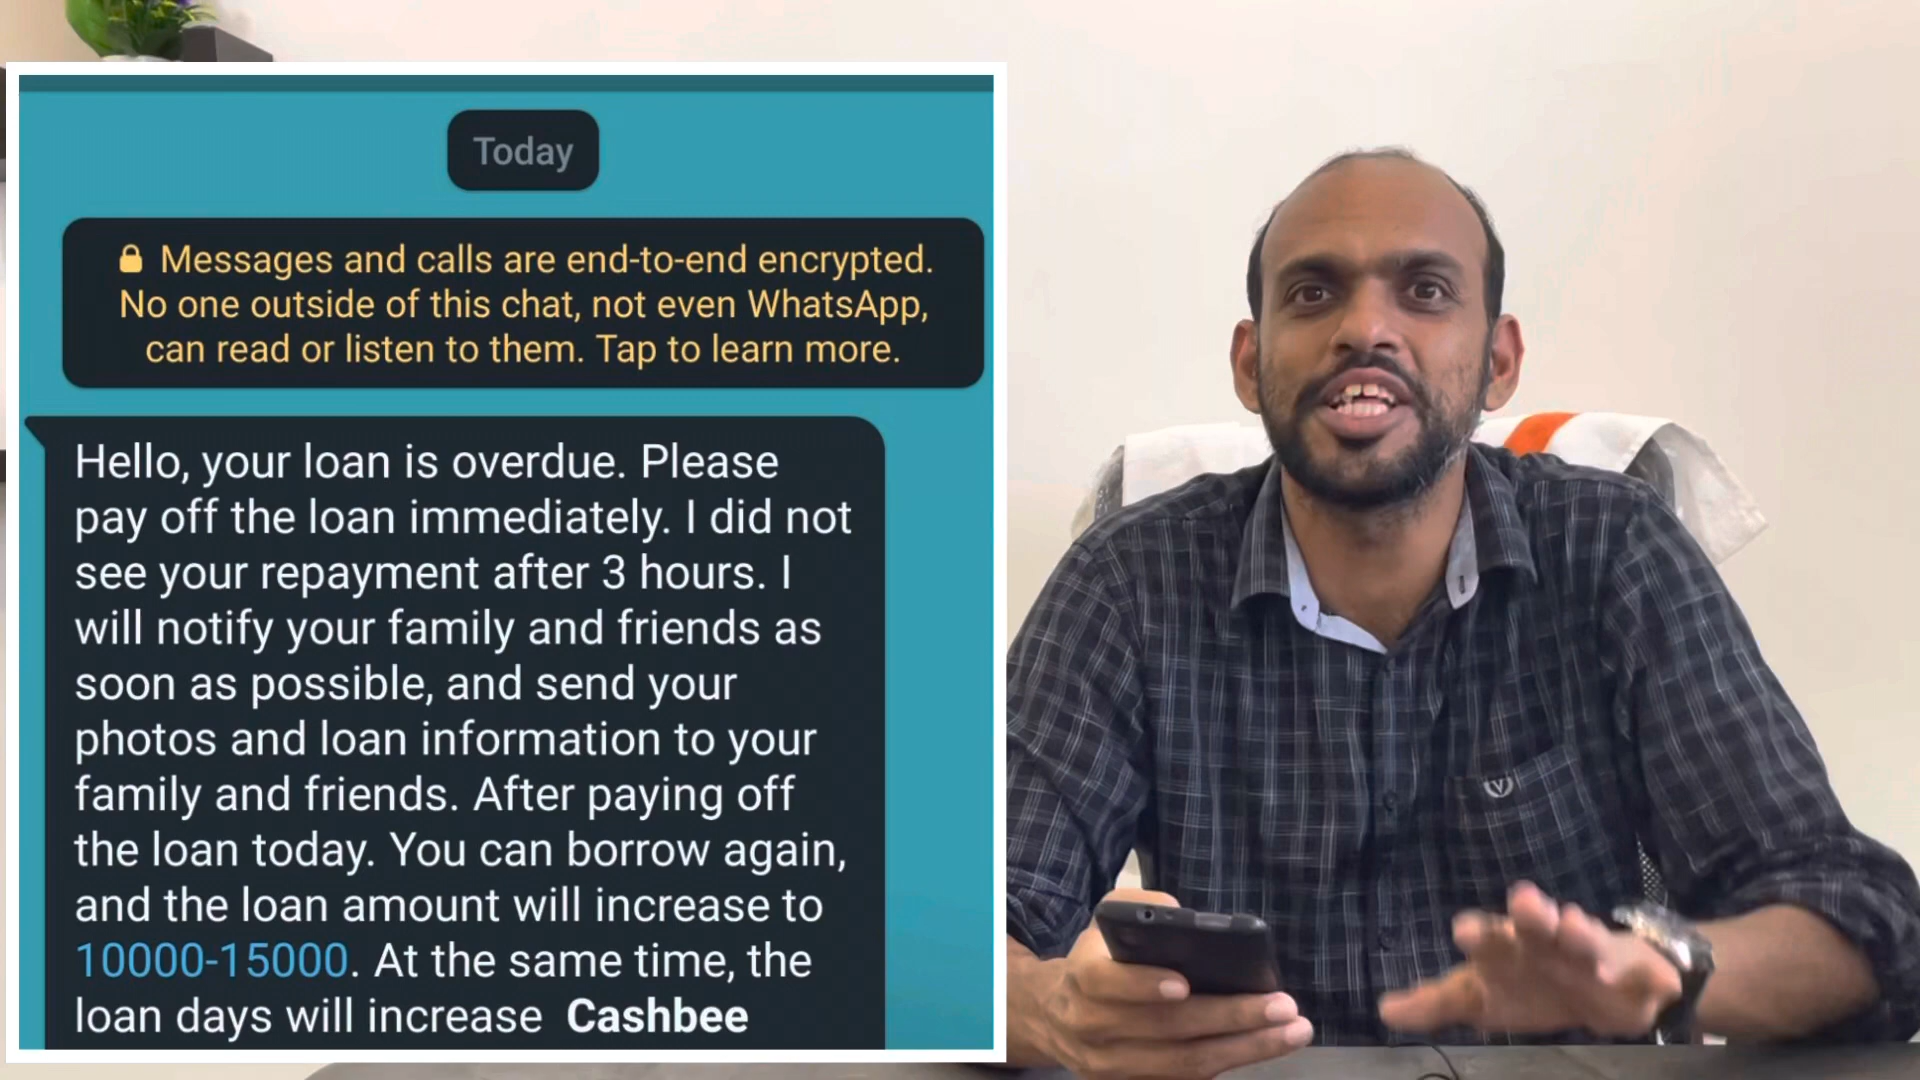 Today
Messages and calls are end-to-end encrypted.
No one outside of this chat, not even WhatsApp,
can read or listen to them. Tap to learn more.
Hello, your loan is overdue. Please
pay off the loan immediately. I did not
see your repayment after 3 hours. I
will notify your family and friends as
soon as possible, and send your
photos and loan information to your
family and friends. After paying off
the loan today. You can borrow again,
and the loan amount will increase to
10000-15000. At the same time, the
loan days will increase Cashbee
V